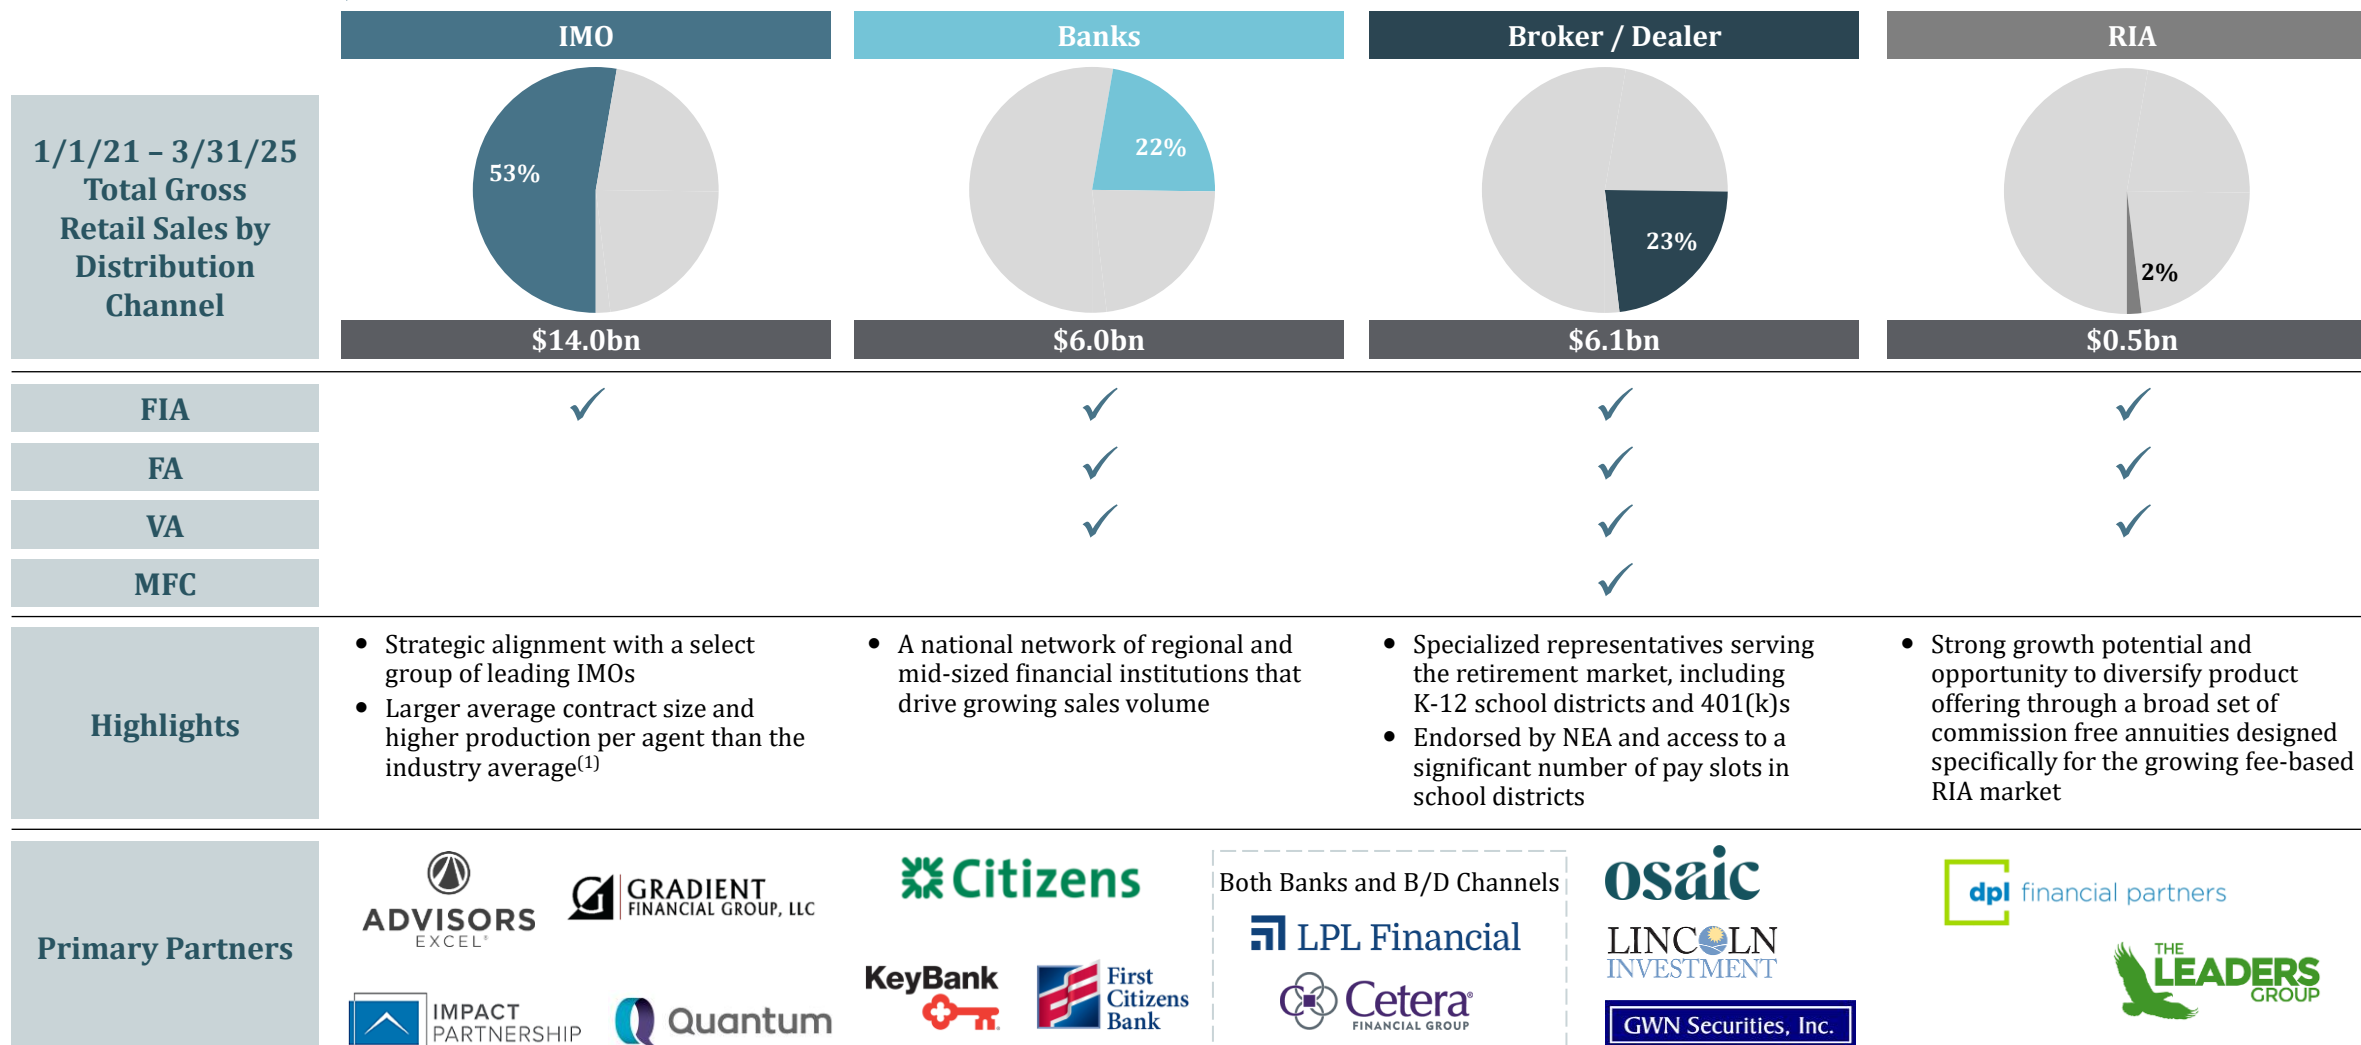 IMO
Banks
Broker / Dealer
RIA
1/1/21 – 3/31/25
Total Gross
Retail Sales by
Distribution
Channel
53%
22%
23%
2%
$14.0bn
$6.0bn
$6.1bn
$0.5bn
FIA
✓
✓
✓
✓
FA
✓
✓
✓
VA
✓
✓
✓
MFC
✓
Highlights
• Strategic alignment with a select
group of leading IMOs
• Larger average contract size and
higher production per agent than the
industry average(1)
• A national network of regional and
mid-sized financial institutions that
drive growing sales volume
• Specialized representatives serving
the retirement market, including
K-12 school districts and 401(k)s
• Endorsed by NEA and access to a
significant number of pay slots in
school districts
• Strong growth potential and
opportunity to diversify product
offering through a broad set of
commission free annuities designed
specifically for the growing fee-based
RIA market
Primary Partners
ADVISORS
EXCEL®
GRADIENT
FINANCIAL GROUP, LLC
IMPACT
PARTNERSHIP
Quantum
Citizens
KeyBank
First
Citizens
Bank
Both Banks and B/D Channels
LPL Financial
Cetera®
FINANCIAL GROUP
osaic
LINCOLN
INVESTMENT
GWN Securities, Inc.
dpl financial partners
THE
LEADERS
GROUP